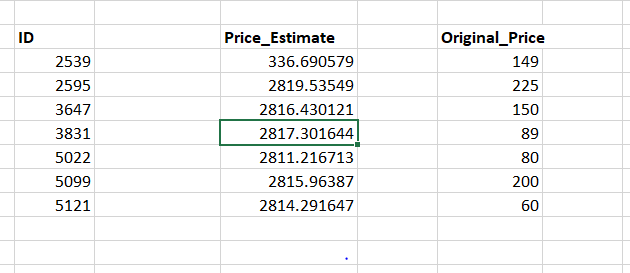 ID Price_Estimate Original_Price
2539 336.690579 149
2595 2819.53549 225
3647 2816.430121 150
3831 2817.301644 89
5022 2811.216713 80
5099 2815.96387 200
5121 2814.291647 60